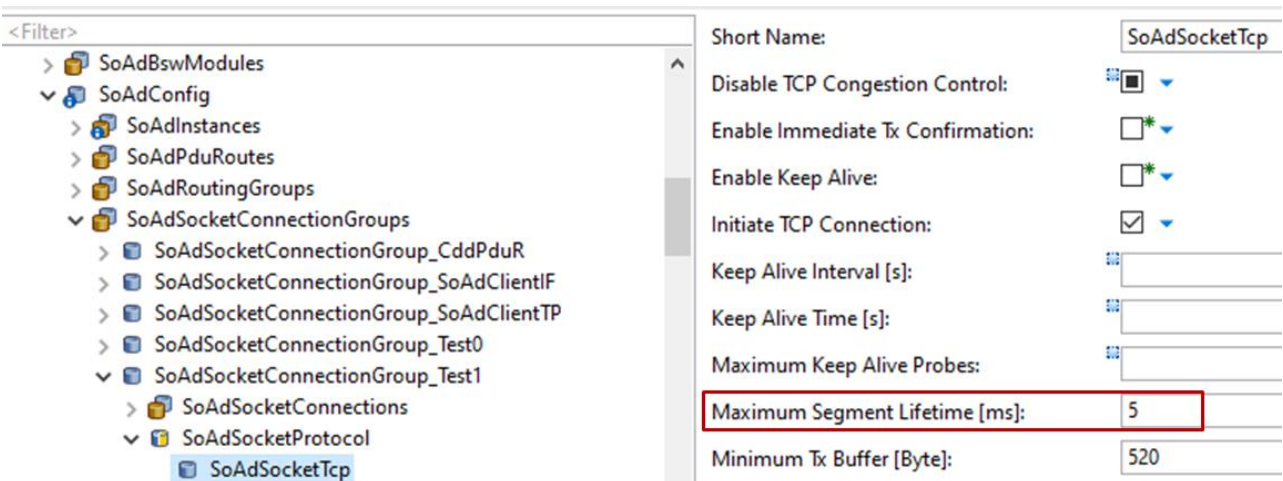 <Filter>
SoAdBswModules
SoAdConfig
SoAdInstances
SoAdPduRoutes
SoAdRoutingGroups
SoAdSocketConnectionGroups
SoAdSocketConnectionGroup_CddPduR
SoAdSocketConnectionGroup_SoAdClientIF
SoAdSocketConnectionGroup_SoAdClientTP
SoAdSocketConnectionGroup_Test0
SoAdSocketConnectionGroup_Test1
SoAdSocketConnections
SoAdSocketProtocol
SoAdSocketTcp
Short Name: SoAdSocketTcp
Disable TCP Congestion Control:
Enable Immediate Tx Confirmation:
Enable Keep Alive:
Initiate TCP Connection:
Keep Alive Interval [s]:
Keep Alive Time [s]:
Maximum Keep Alive Probes:
Maximum Segment Lifetime [ms]: 5
Minimum Tx Buffer [Byte]: 520